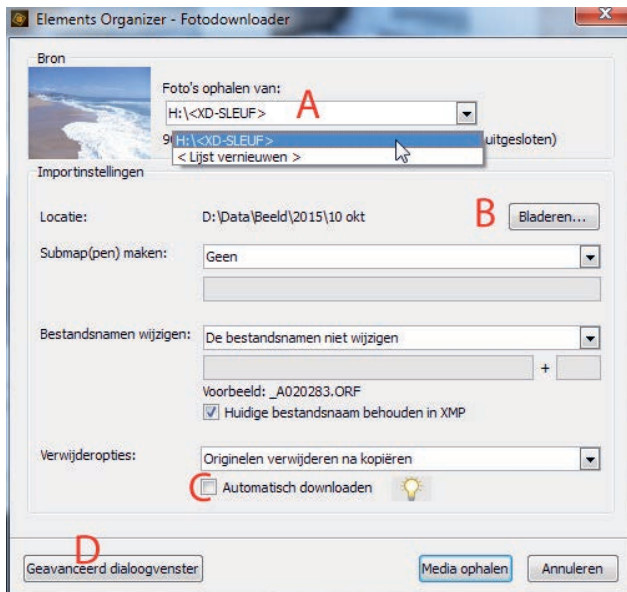 Elements Organizer - Fotodownloader
Bron
Foto's ophalen van:
H:\<XD-SLEUF> A
H:\<XD-SLEUF>
uitgesloten)
< Lijst vernieuwen >
Importinstellingen
Locatie: D:\Data\Beeld\2015\10 okt B Bladeren...
Submap(pen) maken: Geen
Bestandsnamen wijzigen: De bestandsnamen niet wijzigen
+
Voorbeeld: _A020283.ORF
Huidige bestandsnaam behouden in XMP
Verwijderopties: Originelen verwijderen na kopiëren
C Automatisch downloaden
D
Geavanceerd dialoogvenster Media ophalen Annuleren